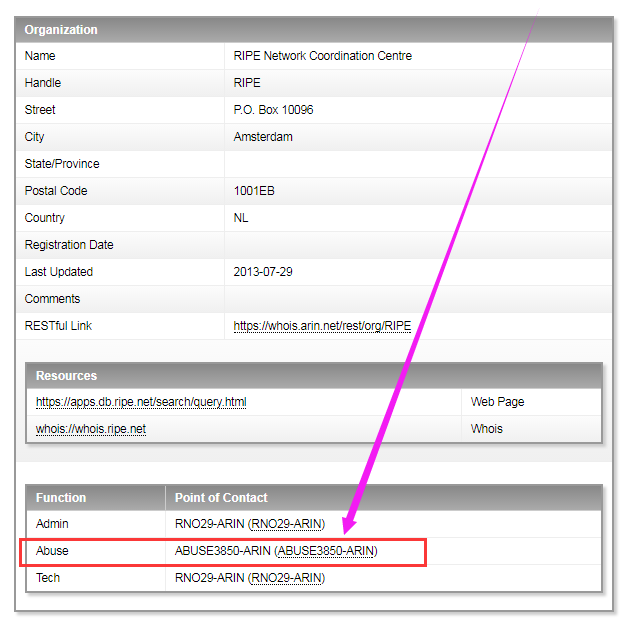 Organization
Name RIPE Network Coordination Centre
Handle RIPE
Street P.O. Box 10096
City Amsterdam
State/Province
Postal Code 1001EB
Country NL
Registration Date
Last Updated 2013-07-29
Comments
RESTful Link https://whois.arin.net/rest/org/RIPE
Resources
https://apps.db.ripe.net/search/query.html Web Page
whois://whois.ripe.net Whois
Function Point of Contact
Admin RNO29-ARIN (RNO29-ARIN)
Abuse ABUSE3850-ARIN (ABUSE3850-ARIN)
Tech RNO29-ARIN (RNO29-ARIN)